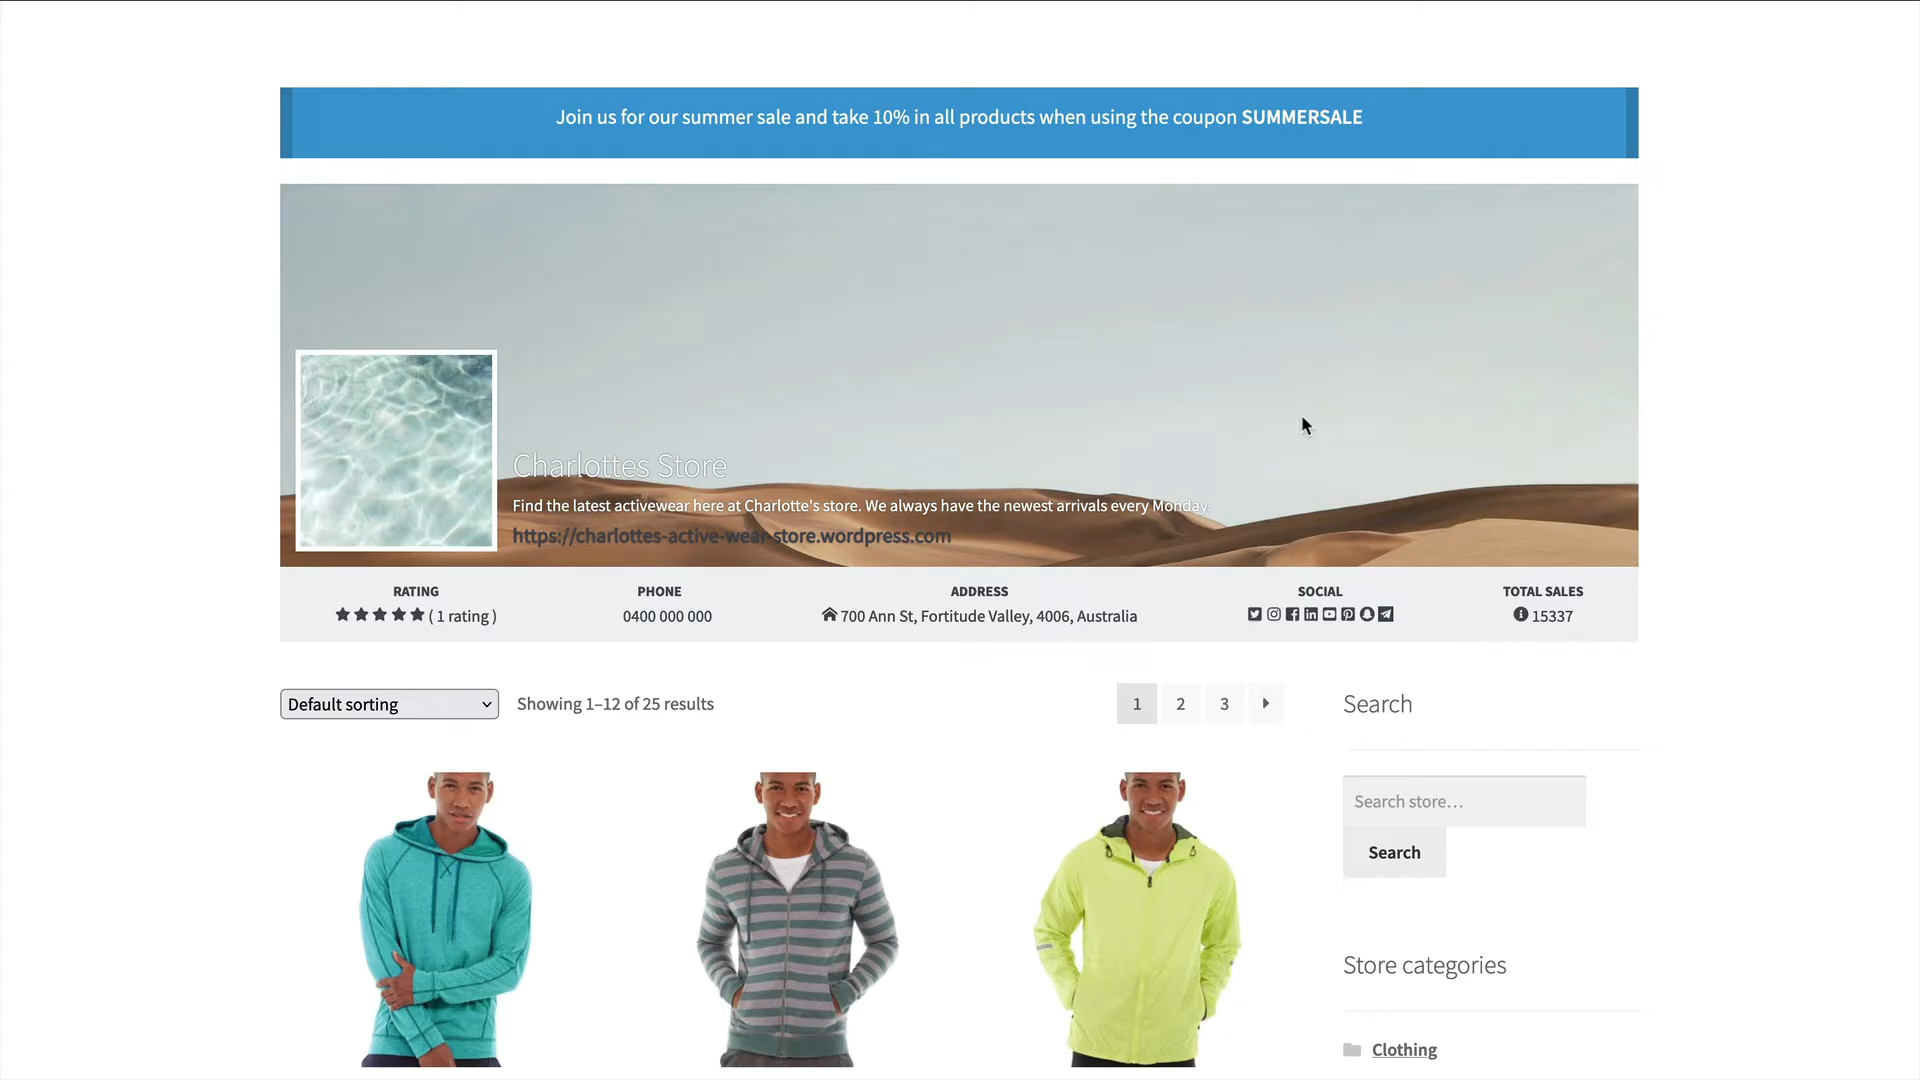 Join us for our summer sale and take 10% in all products when using the coupon SUMMERSALE
Charlottes Store
Find the latest activewear here at Charlotte's store. We always have the newest arrivals every Monday.
https://charlottes-active-wear-store.wordpress.com
RATING
( 1 rating )
PHONE
0400 000 000
ADDRESS
700 Ann St, Fortitude Valley, 4006, Australia
SOCIAL
TOTAL SALES
15337
Default sorting
Showing 1–12 of 25 results
1 2 3
Search
Search store…
Search
Store categories
Clothing